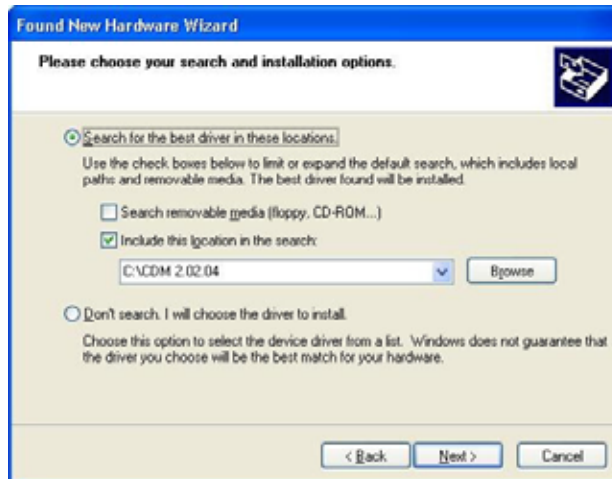 Found New Hardware Wizard
Please choose your search and installation options.
Search for the best driver in these locations.
Use the check boxes below to limit or expand the default search, which includes local
paths and removable media. The best driver found will be installed.
Search removable media (floppy, CD-ROM...)
Include this location in the search:
C:\CDM 2.02.04
Browse
Don't search. I will choose the driver to install.
Choose this option to select the device driver from a list. Windows does not guarantee that
the driver you choose will be the best match for your hardware.
< Back
Next >
Cancel